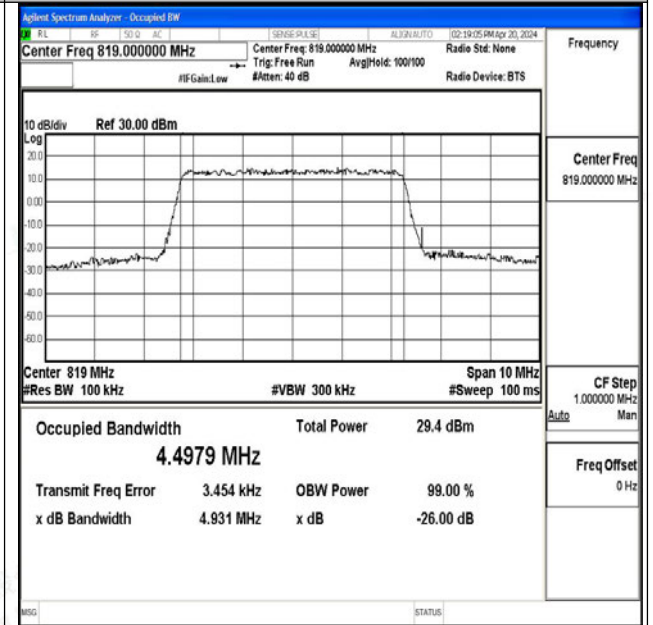 Agilent Spectrum Analyzer - Occupied BW
RL RF 50 Ω AC SENSE:PULSE ALIGN AUTO 02:19:05 PM Apr 20, 2024
Center Freq 819.000000 MHz
Center Freq: 819.000000 MHz
Radio Std: None
Trig: Free Run Avg|Hold: 100/100
#IFGain:Low #Atten: 40 dB Radio Device: BTS
10 dB/div Ref 30.00 dBm
Log
20.0
10.0
0.00
-10.0
-20.0
-30.0
-40.0
-50.0
-60.0
Center 819 MHz Span 10 MHz
#Res BW 100 kHz #VBW 300 kHz #Sweep 100 ms
Occupied Bandwidth Total Power 29.4 dBm
4.4979 MHz
Transmit Freq Error 3.454 kHz OBW Power 99.00 %
x dB Bandwidth 4.931 MHz x dB -26.00 dB
MSG STATUS
Frequency
Center Freq
819.000000 MHz
CF Step
1.000000 MHz
Auto Man
Freq Offset
0 Hz